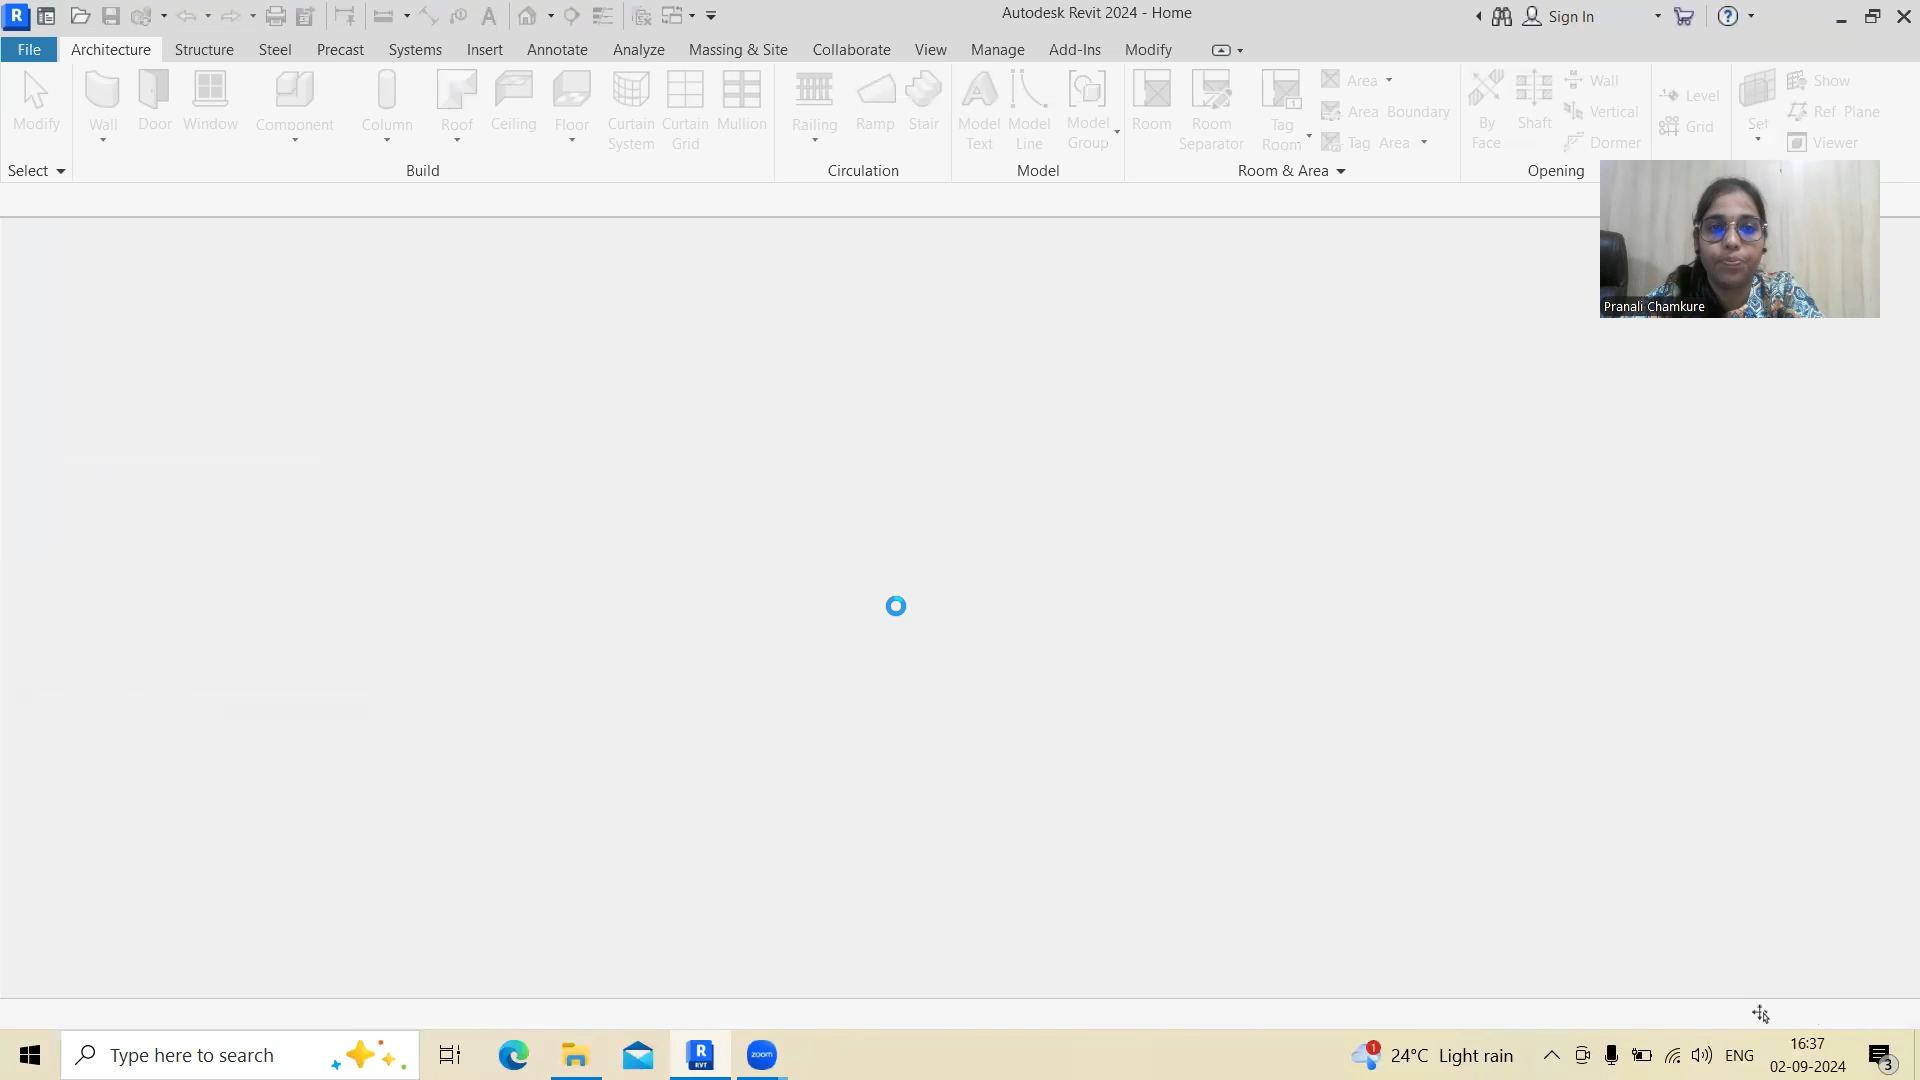 Autodesk Revit 2024 - Home
Sign In
File Architecture Structure Steel Precast Systems Insert Annotate Analyze Massing & Site Collaborate View Manage Add-Ins Modify
Modify
Wall
Door
Window
Component
Column
Roof
Ceiling
Floor
Curtain System
Curtain Grid
Mullion
Railing
Ramp
Stair
Model Text
Model Line
Model Group
Room
Room Separator
Tag Room
Area
Area Boundary
Tag Area
By Face
Shaft
Wall
Vertical
Dormer
Level
Grid
Set
Show
Ref Plane
Viewer
Select
Build
Circulation
Model
Room & Area
Opening
Pranali Chamkure
Type here to search
R
RVT
zoom
1
24°C Light rain
ENG
16:37
02-09-2024
3